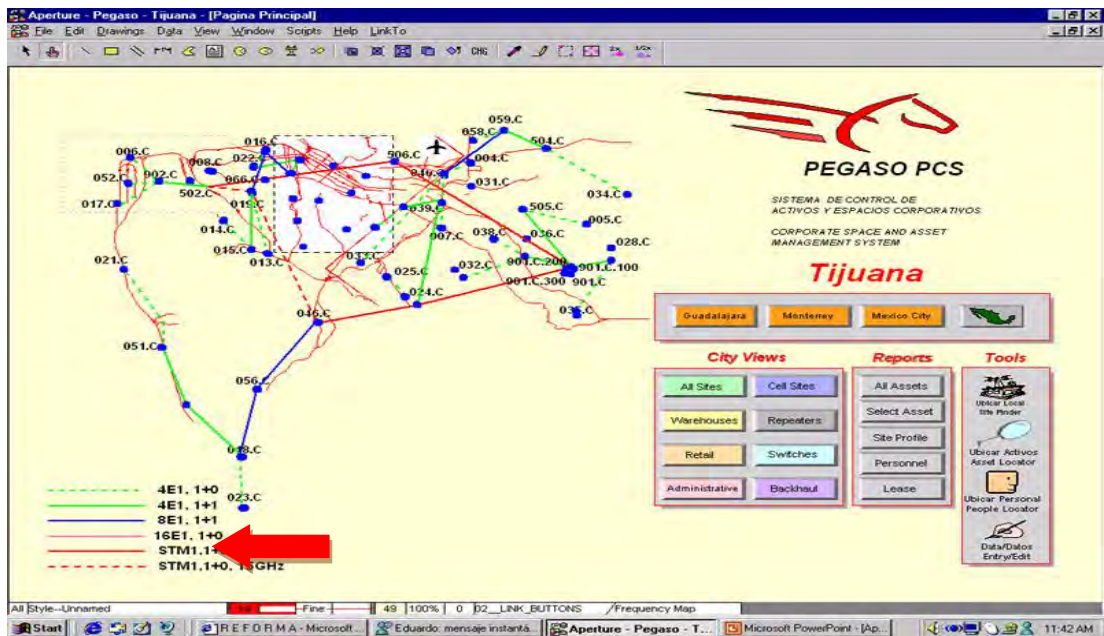 Aperture - Pegaso - Tijuana - [Pagina Principal]
File Edit Drawings Data View Window Scripts Help LinkTo
CHG 2x 1/2x
059.C
058.C
504.C
016.C
006.C
008.C
022.C
506.C
004.C
052.C
902.C
066.C
040.C
031.C
502.C
034.C
017.C
019.C
039.C
505.C
005.C
014.C
007.C
038.C
036.C
028.C
015.C
013.C
033.C
021.C
025.C
032.C
901.C.200
901.C.100
901.C.300
901.C
024.C
035.C
046.C
051.C
056.C
018.C
023.C
4E1, 1+0
4E1, 1+1
8E1, 1+1
16E1, 1+0
STM1,1+
STM1,1+0, 15GHz
PEGASO PCS
SISTEMA DE CONTROL DE
ACTIVOS Y ESPACIOS CORPORATIVOS
CORPORATE SPACE AND ASSET
MANAGEMENT SYSTEM
Tijuana
Guadalajara Monterrey Mexico City
City Views Reports Tools
All Sites Cell Sites All Assets
Ubicar Local
Site Finder
Warehouses Repeaters Select Asset
Site Profile
Retail Switches
Ubicar Activos
Asset Locator
Personnel
Administrative Backhaul Lease
Ubicar Personal
People Locator
Data/Datos
Entry/Edit
All Style--Unnamed Fine 49 100% 0 02__LINK_BUTTONS /Frequency Map
Start R E F O R M A - Microsoft ... Eduardo: mensaje instantá... Aperture - Pegaso - T... Microsoft PowerPoint - [Ap... 11:42 AM